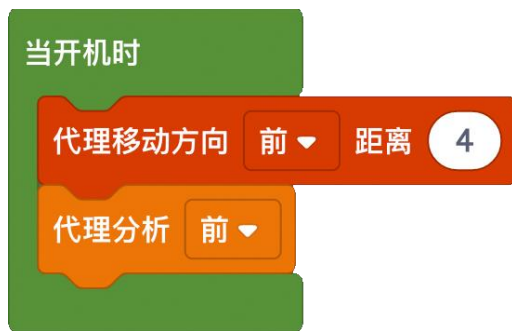 当开机时
代理移动方向 前 距离 4
代理分析 前